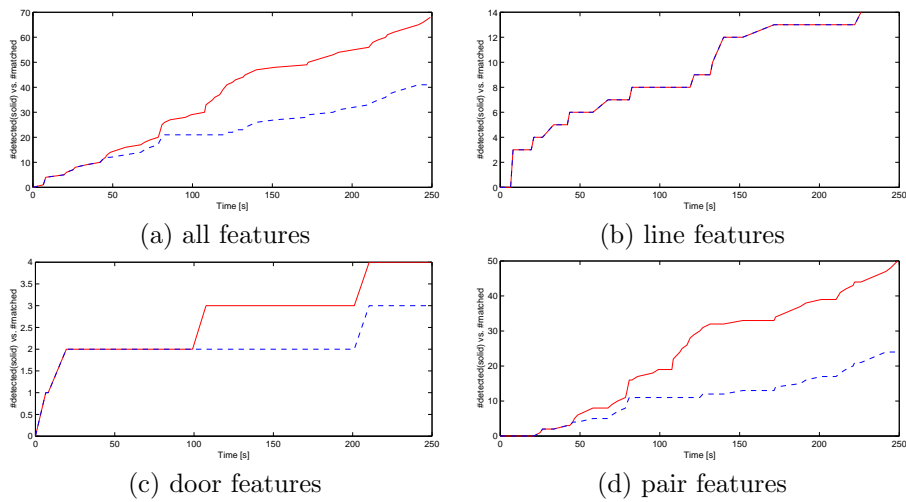 #detected(solid) vs. #matched
70
60
50
40
30
20
10
0
0 50 100 150 200 250
Time [s]
(a) all features
#detected(solid) vs. #matched
14
12
10
8
6
4
2
0
0 50 100 150 200 250
Time [s]
(b) line features
#detected(solid) vs. #matched
4
3.5
3
2.5
2
1.5
1
0.5
0
0 50 100 150 200 250
Time [s]
(c) door features
#detected(solid) vs. #matched
50
40
30
20
10
0
0 50 100 150 200 250
Time [s]
(d) pair features